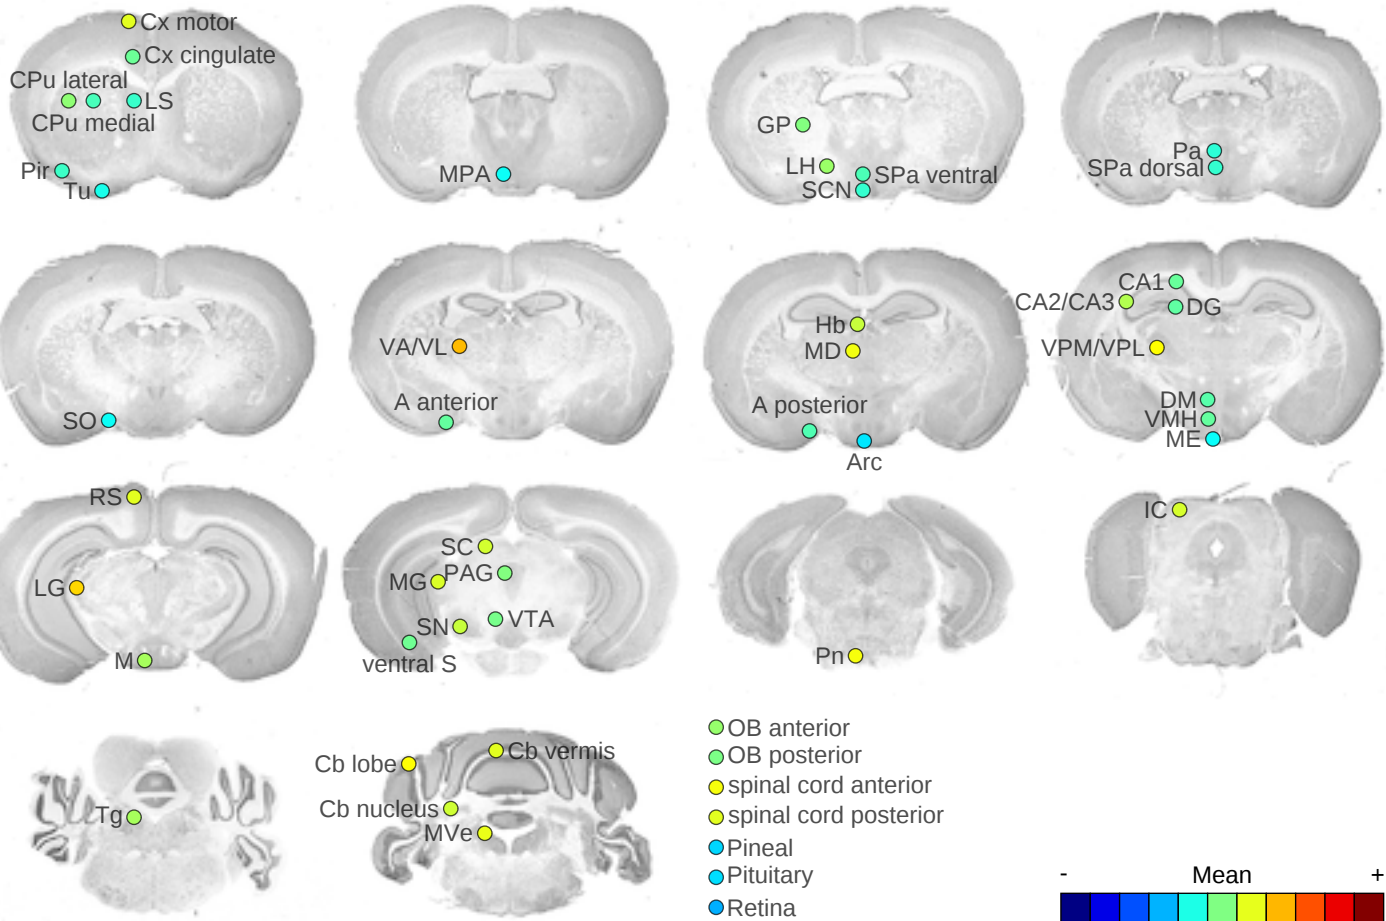 Cx motor
Cx cingulate
CPu lateral
LS
CPu medial
Pir
Tu
MPA
GP
LH
SPa ventral
SCN
Pa
SPa dorsal
SO
VA/VL
A anterior
Hb
MD
A posterior
Arc
CA1
CA2/CA3
DG
VPM/VPL
DM
VMH
ME
RS
LG
M
SC
PAG
MG
VTA
SN
ventral S
Pn
IC
Tg
Cb vermis
Cb lobe
Cb nucleus
MVe
OB anterior
OB posterior
spinal cord anterior
spinal cord posterior
Pineal
Pituitary
Retina
- Mean +